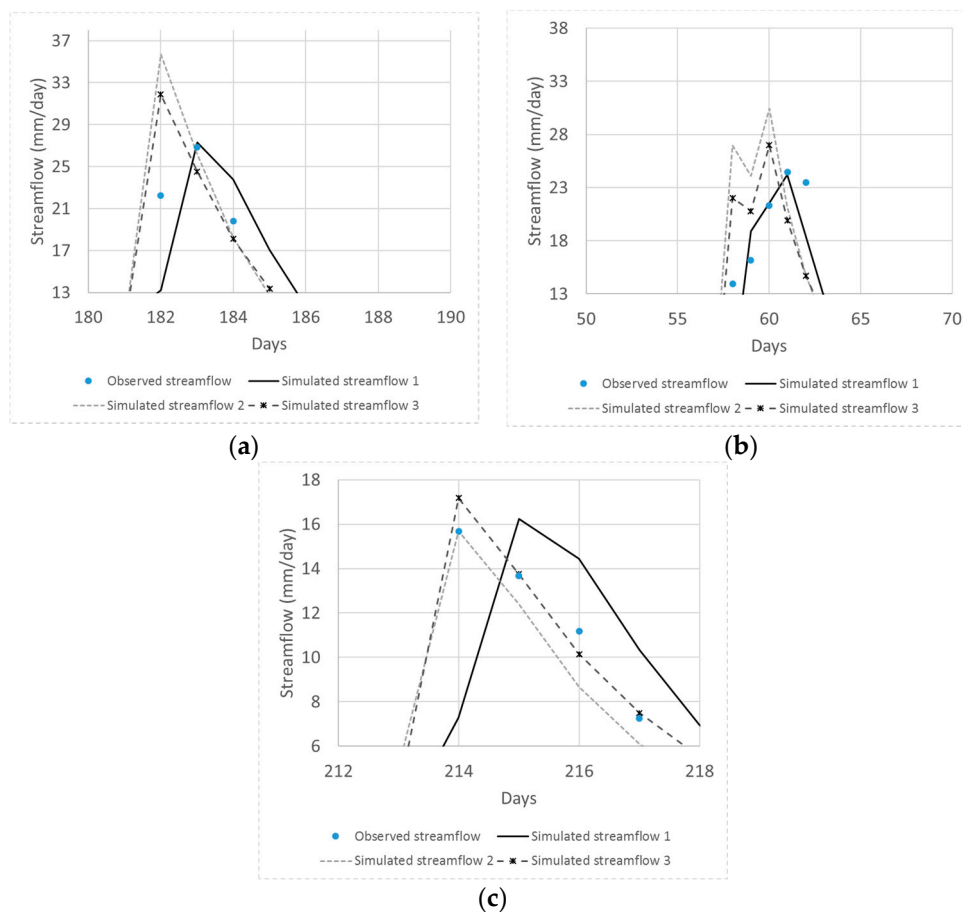 Streamflow (mm/day)
37
33
29
25
21
17
13
180 182 184 186 188 188 190
Days
Observed streamflow Simulated streamflow 1
Simulated streamflow 2 Simulated streamflow 3
(a)
Streamflow (mm/day)
38
33
28
23
18
13
50 55 60 65 70
Days
Observed streamflow Simulated streamflow 1
Simulated streamflow 2 Simulated streamflow 3
(b)
Streamflow (mm/day)
18
16
14
12
10
8
6
212 214 216 218
Days
Observed streamflow Simulated streamflow 1
Simulated streamflow 2 Simulated streamflow 3
(c)